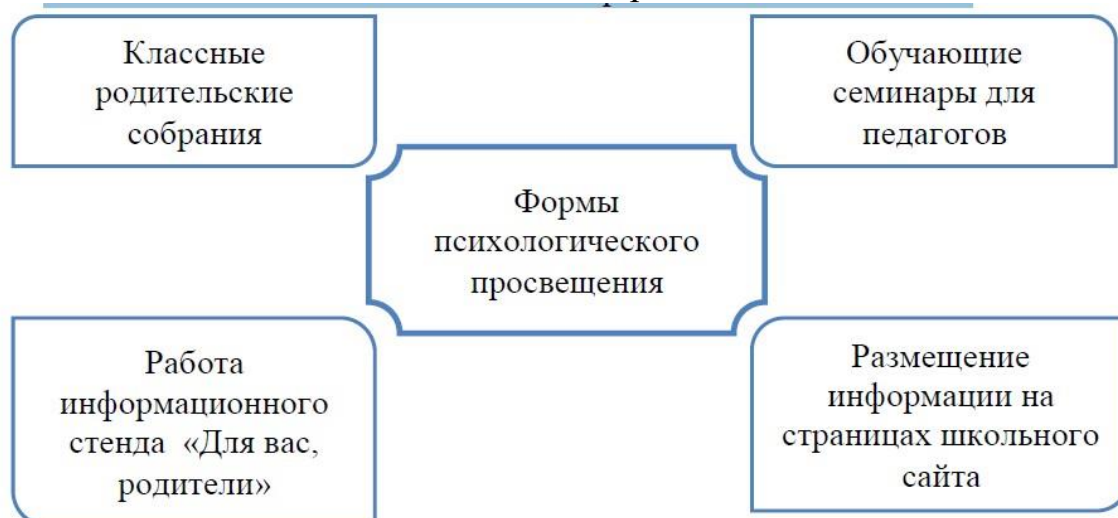 Классные
родительские
собрания
Обучающие
семинары для
педагогов
Формы
психологического
просвещения
Работа
информационного
стенда «Для вас,
родители»
Размещение
информации на
страницах школьного
сайта